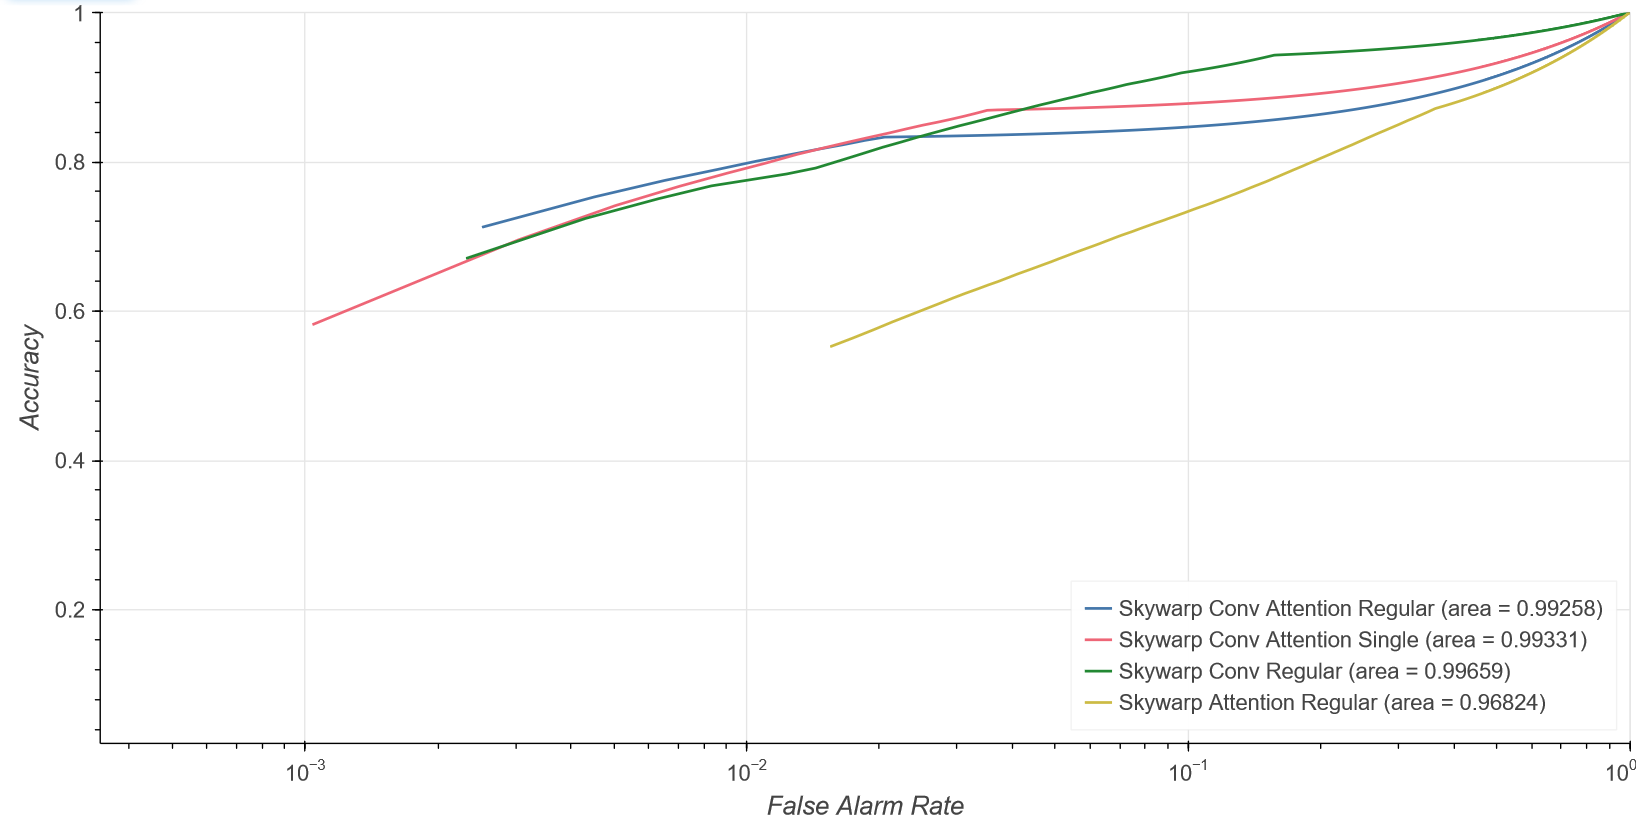 1
0.8
0.6
0.4
0.2
Accuracy
10⁻³
10⁻²
10⁻¹
10⁰
False Alarm Rate
Skywarp Conv Attention Regular (area = 0.99258)
Skywarp Conv Attention Single (area = 0.99331)
Skywarp Conv Regular (area = 0.99659)
Skywarp Attention Regular (area = 0.96824)